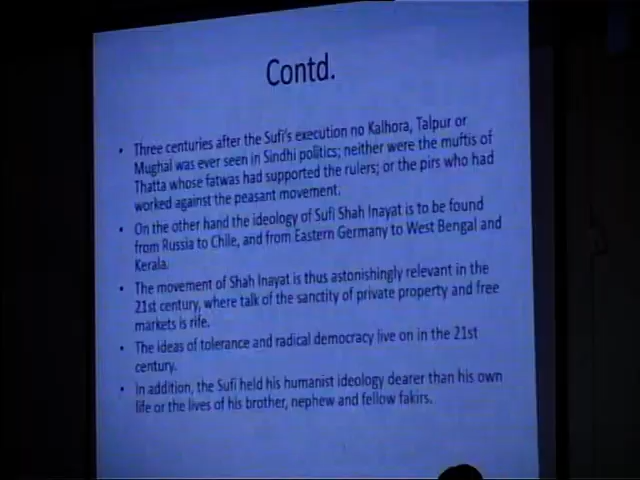 Contd.
• Three centuries after the Sufi's execution no Kalhora, Talpur or
Mughal was ever seen in Sindhi politics; neither were the muftis of
Thatta whose fatwas had supported the rulers; or the pirs who had
worked against the peasant movement.
• On the other hand the ideology of Sufi Shah Inayat is to be found
from Russia to Chile, and from Eastern Germany to West Bengal and
Kerala.
• The movement of Shah Inayat is thus astonishingly relevant in the
21st century, where talk of the sanctity of private property and free
markets is rife.
• The ideas of tolerance and radical democracy live on in the 21st
century.
• In addition, the Sufi held his humanist ideology dearer than his own
life or the lives of his brother, nephew and fellow fakirs.